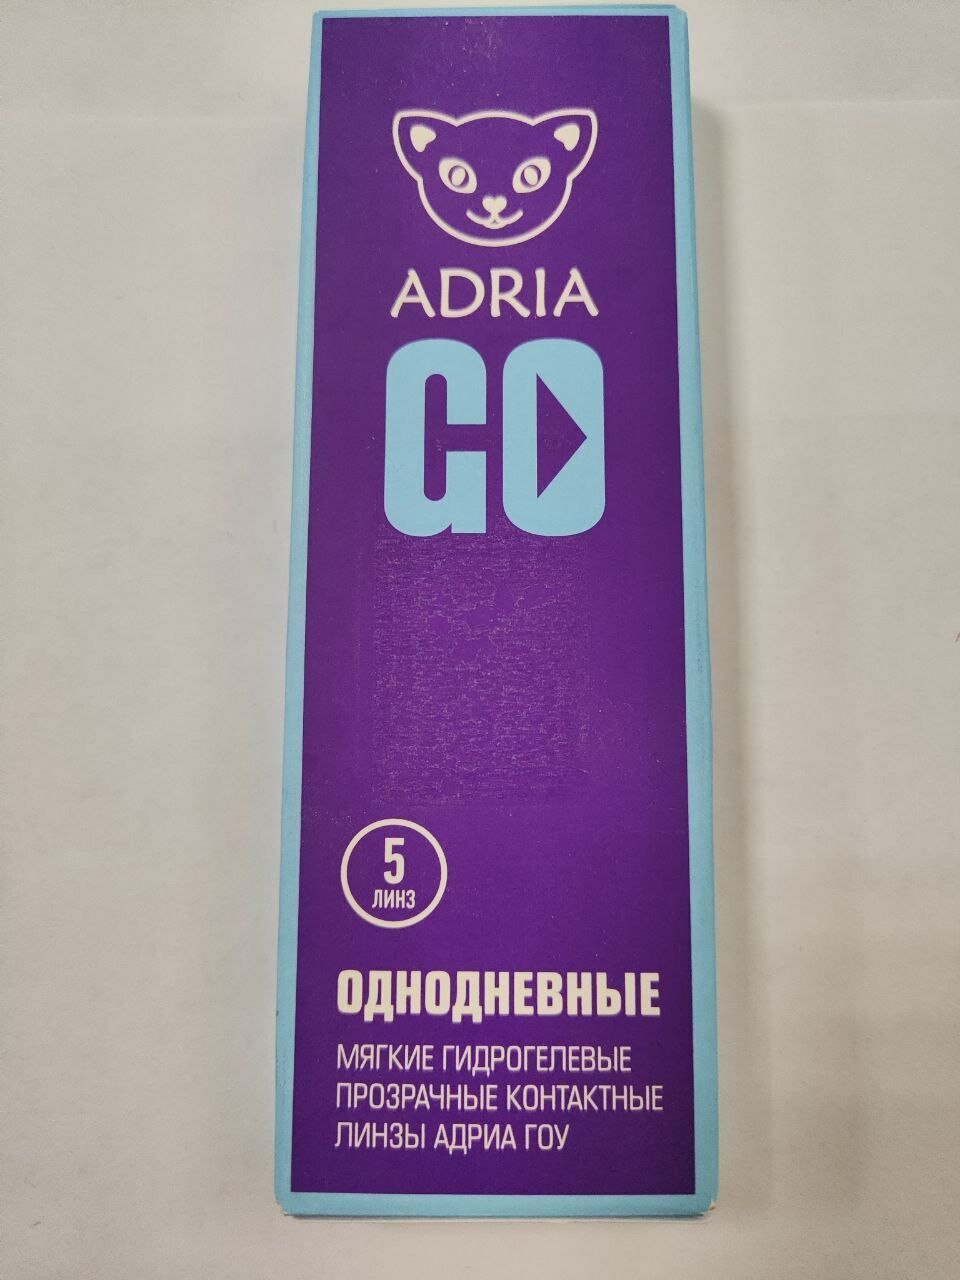 ADRIA
GO
5
ЛИНЗ
ОДНОДНЕВНЫЕ
МЯГКИЕ ГИДРОГЕЛЕВЫЕ
ПРОЗРАЧНЫЕ КОНТАКТНЫЕ
ЛИНЗЫ АДРИА ГОУ